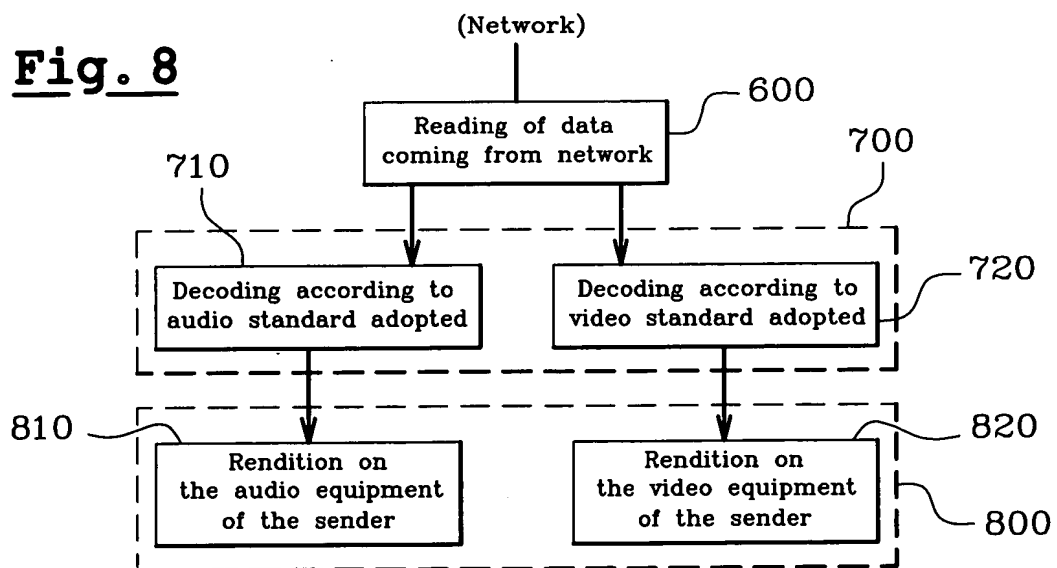 (Network)
Fig. 8
600
Reading of data
coming from network
700
710
720
Decoding according to
audio standard adopted
Decoding according to
video standard adopted
810
820
Rendition on
the audio equipment
of the sender
Rendition on
the video equipment
of the sender
800